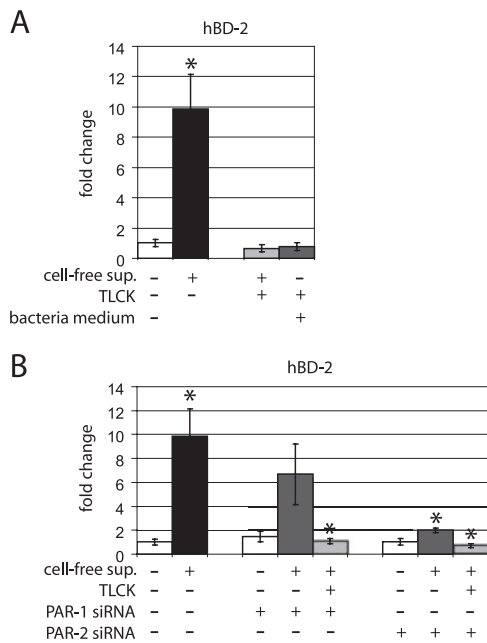 A
hBD-2
*
fold change
14
12
10
8
6
4
2
0
cell-free sup. – + + –
TLCK – – + +
bacteria medium – – – +
B
hBD-2
*
* * *
fold change
14
12
10
8
6
4
2
0
cell-free sup. – + – + + – + +
TLCK – – – – + – – +
PAR-1 siRNA – – + + + – – –
PAR-2 siRNA – – – – – + + +